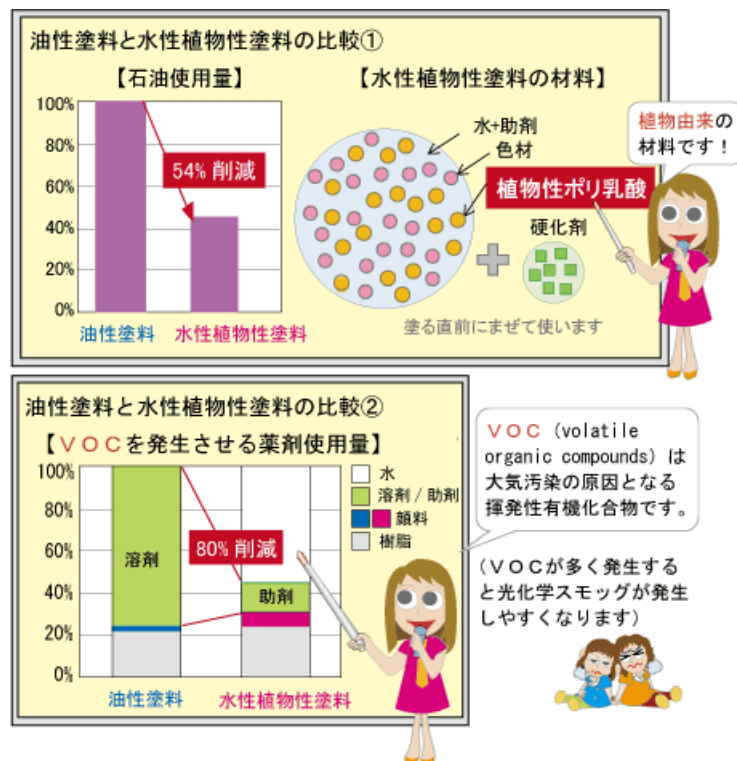 油性塗料と水性植物性塗料の比較①
【石油使用量】
100%
80%
60%
40%
20%
0%
54% 削減
油性塗料
水性植物性塗料
【水性植物性塗料の材料】
水+助剤
色材
植物性ポリ乳酸
硬化剤
塗る直前にまぜて使います
植物由来の
材料です！
油性塗料と水性植物性塗料の比較②
【ＶＯＣを発生させる薬剤使用量】
100%
80%
60%
40%
20%
0%
溶剤
80% 削減
助剤
油性塗料
水性植物性塗料
水
溶剤 / 助剤
顔料
樹脂
ＶＯＣ (volatile
organic compounds) は
大気汚染の原因となる
揮発性有機化合物です。
(ＶＯＣが多く発生する
と光化学スモッグが発生
しやすくなります)